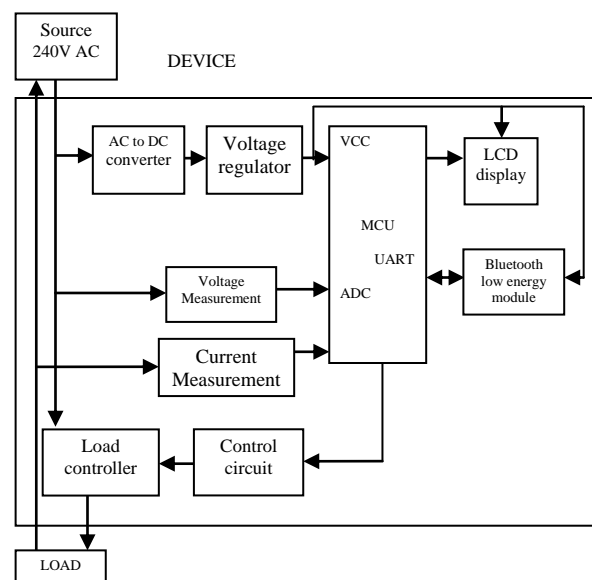 Source
240V AC
DEVICE
AC to DC
converter
Voltage
regulator
VCC
LCD
display
MCU
UART
Voltage
Measurement
ADC
Bluetooth
low energy
module
Current
Measurement
Load
controller
Control
circuit
LOAD